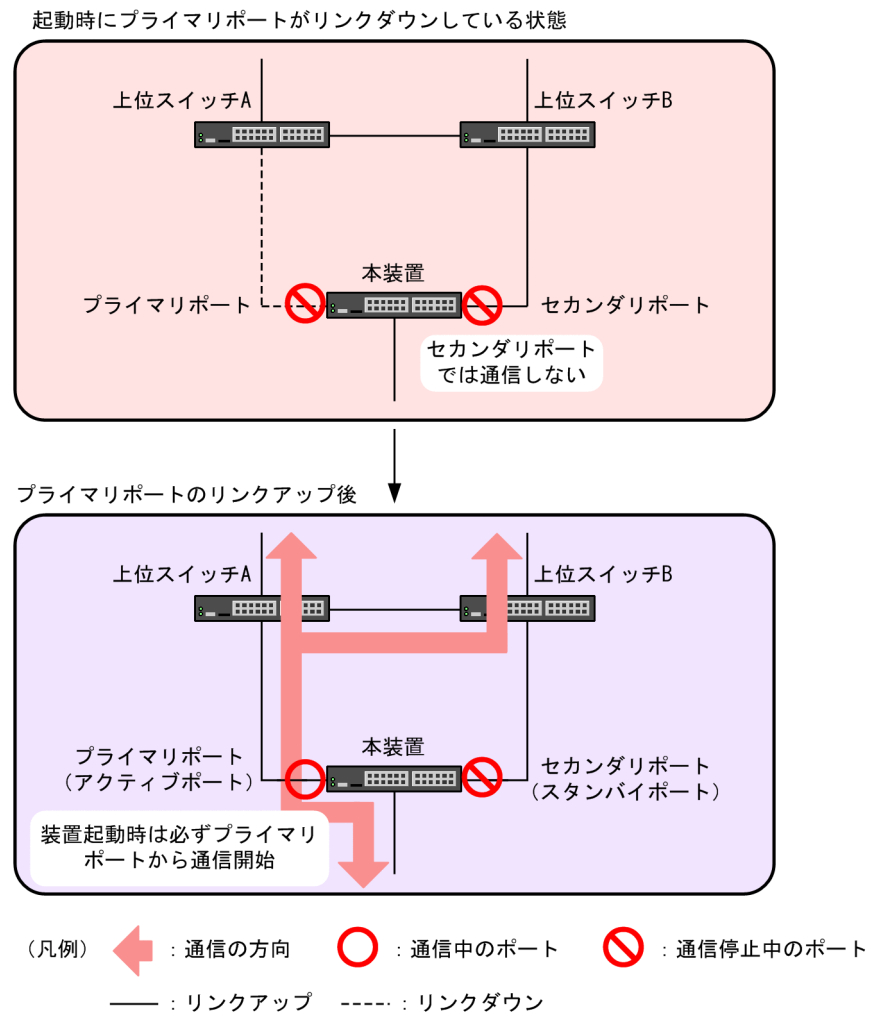 起動時にプライマリポートがリンクダウンしている状態
上位スイッチA
上位スイッチB
本装置
プライマリポート
セカンダリポート
セカンダリポート
では通信しない
プライマリポートのリンクアップ後
上位スイッチA
上位スイッチB
本装置
プライマリポート
（アクティブポート）
セカンダリポート
（スタンバイポート）
装置起動時は必ずプライマリ
ポートから通信開始
（凡例）
：通信の方向
：通信中のポート
：通信停止中のポート
：リンクアップ
：リンクダウン